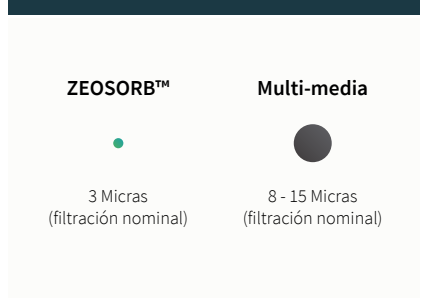 ZEOSORB™
3 Micras
(filtración nominal)
Multi-media
8 - 15 Micras
(filtración nominal)